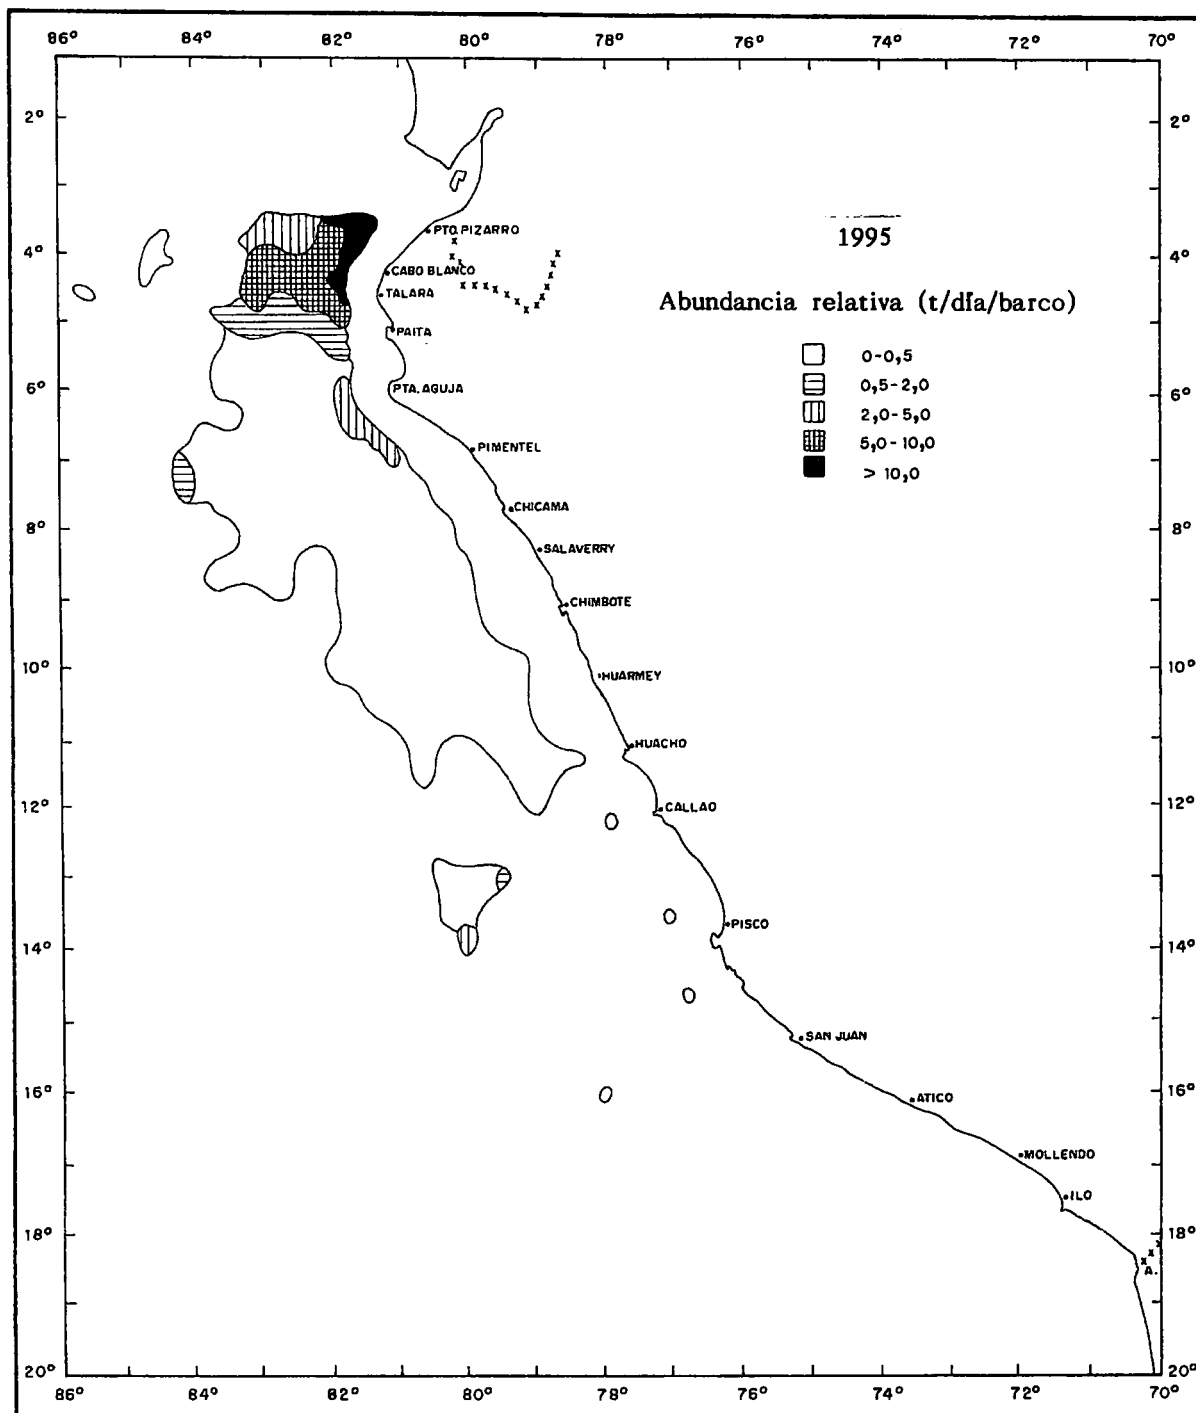 86° 84° 82° 80° 78° 76° 74° 72° 70°
2° 2°
PTO. PIZARRO
1995
4° 4°
CABO BLANCO
TALARA
Abundancia relativa (t/día/barco)
PAITA
0-0,5
0,5-2,0
6° PTA. AGUJA 6°
2,0-5,0
5,0-10,0
PIMENTEL
> 10,0
CHICAMA
8° 8°
SALAVERRY
CHIMBOTE
10° 10°
HUARMEY
HUACHO
12° CALLAO 12°
PISCO
14° 14°
SAN JUAN
16° 16°
ATICO
MOLLENDO
ILO
18° 18°
A.
20° 20°
86° 84° 82° 80° 78° 76° 74° 72° 70°